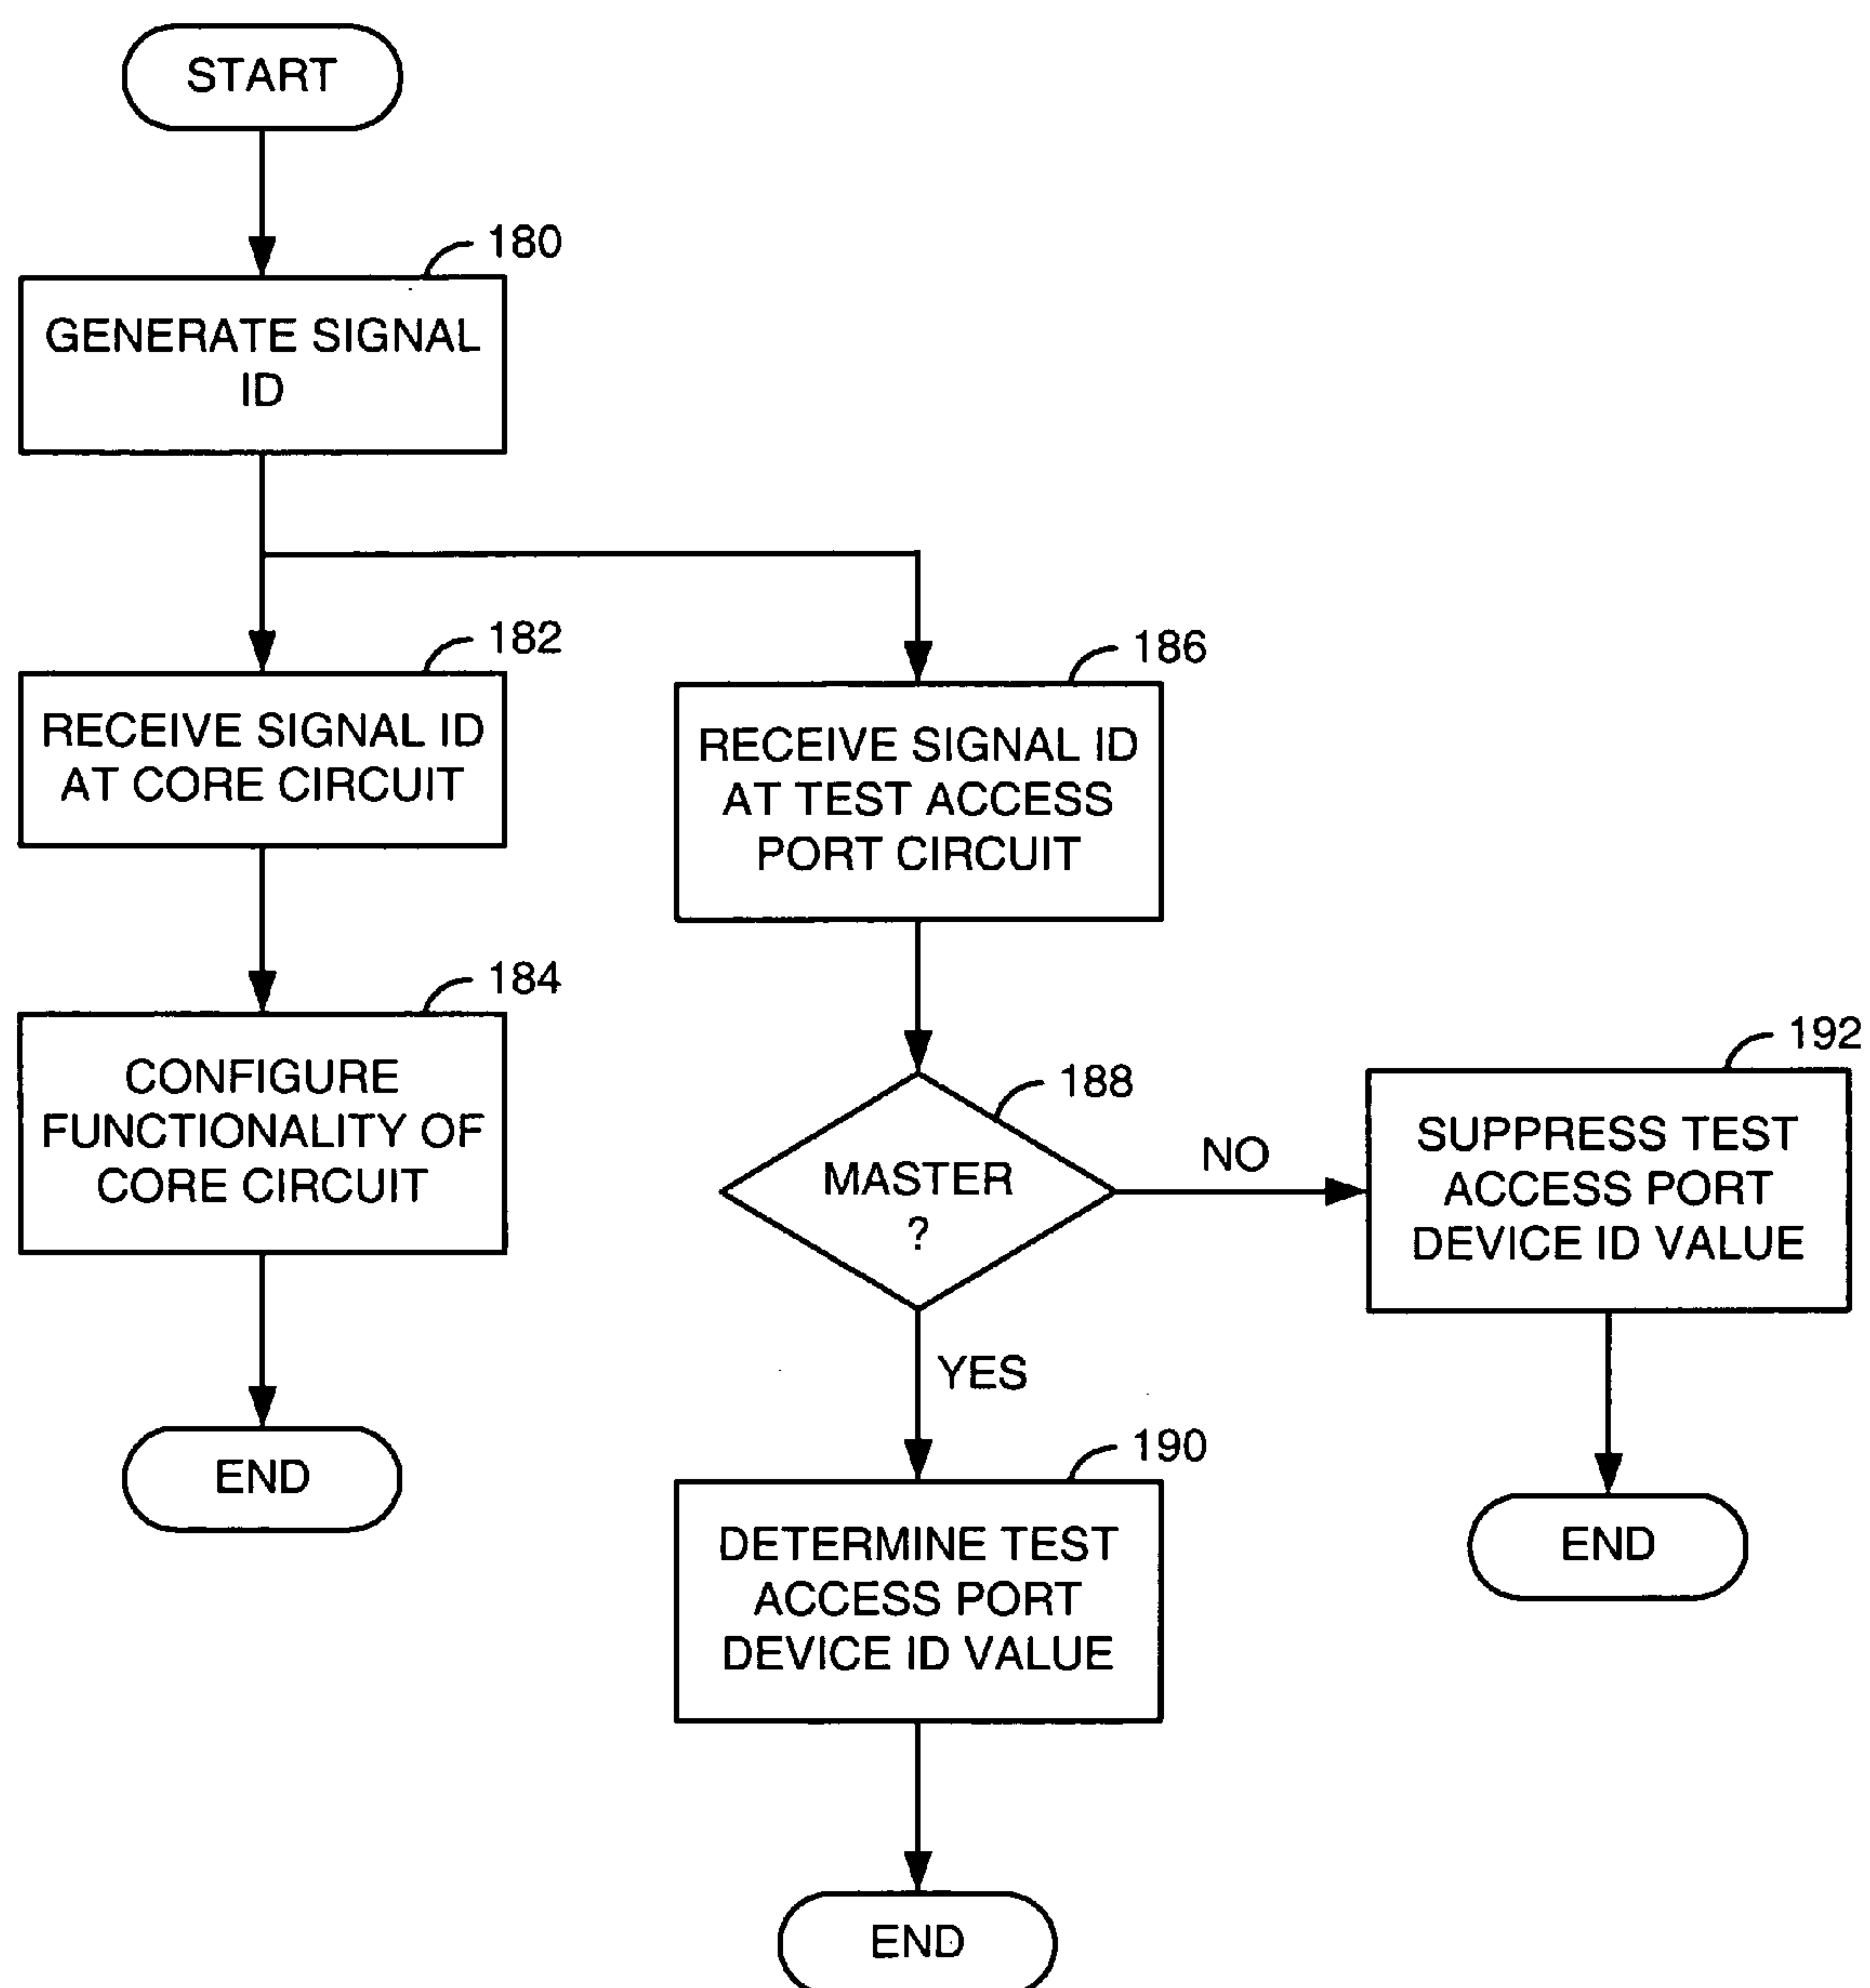 START
180
GENERATE SIGNAL
ID
182
RECEIVE SIGNAL ID
AT CORE CIRCUIT
186
RECEIVE SIGNAL ID
AT TEST ACCESS
PORT CIRCUIT
184
CONFIGURE
FUNCTIONALITY OF
CORE CIRCUIT
188
MASTER
?
NO
192
SUPPRESS TEST
ACCESS PORT
DEVICE ID VALUE
YES
END
190
DETERMINE TEST
ACCESS PORT
DEVICE ID VALUE
END
END